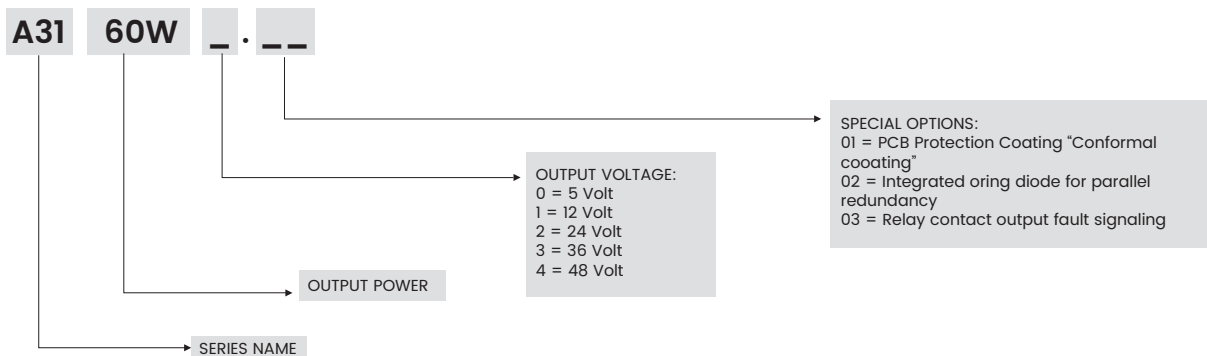 A31 60W _ . _ _
SPECIAL OPTIONS:
01 = PCB Protection Coating “Conformal
cooating”
02 = Integrated oring diode for parallel
redundancy
03 = Relay contact output fault signaling
OUTPUT VOLTAGE:
0 = 5 Volt
1 = 12 Volt
2 = 24 Volt
3 = 36 Volt
4 = 48 Volt
OUTPUT POWER
SERIES NAME